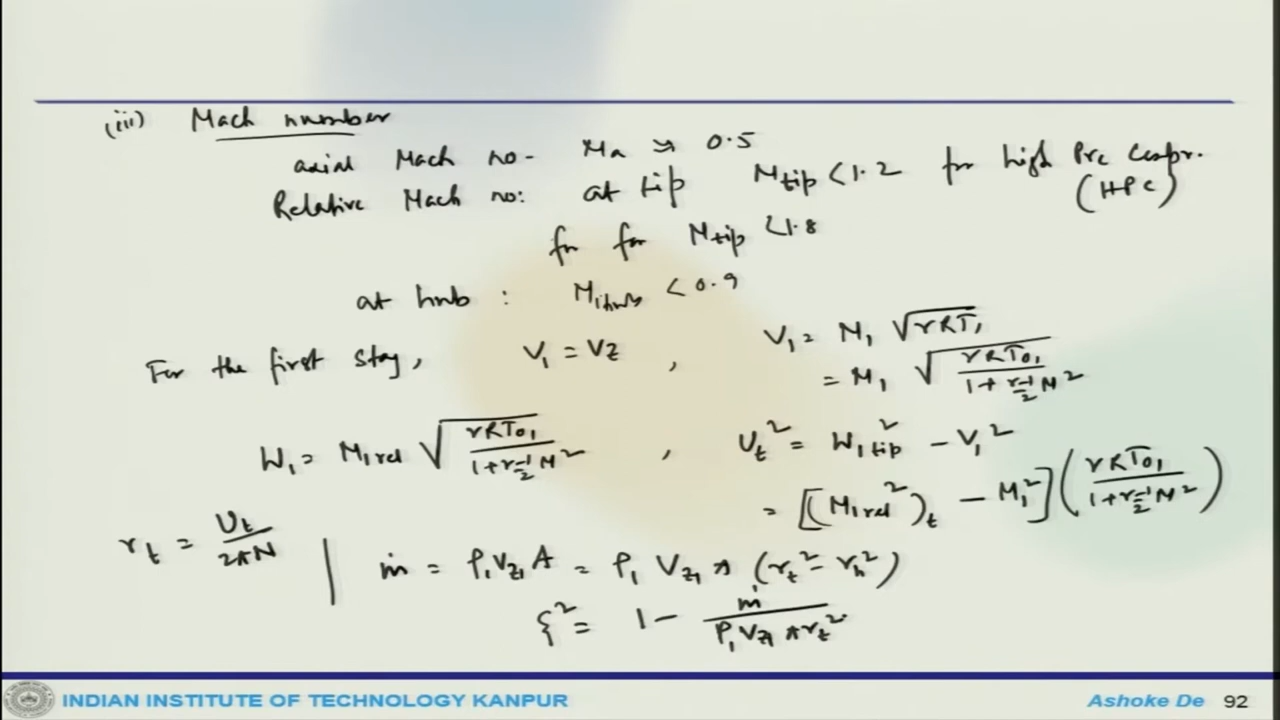 (iii) Mach number
axial Mach no- Ma ≈ 0.5
Relative Mach no: at tip Mtip < 1.2 for high Pre Compr. (HPC)
for fan Mtip < 1.8
at hub : M1hub < 0.9
For the first stage, V₁ = VZ , V₁ = M₁ √(γRT₁)
= M₁ √(γRT₀₁ / (1 + (γ-1)/2 M²))
W₁ = M₁rel √(γRT₀₁ / (1 + (γ-1)/2 M²)) , Ut² = W₁tip² - V₁²
= [(M₁rel²)t - M₁²] (γRT₀₁ / (1 + (γ-1)/2 M²))
rt = Ut / 2πN | ṁ = ρ₁ Vz₁ A = ρ₁ Vz₁ π (rt² - rh²)
ξ² = 1 - ṁ / (ρ₁ Vz₁ π rt²)
INDIAN INSTITUTE OF TECHNOLOGY KANPUR Ashoke De 92